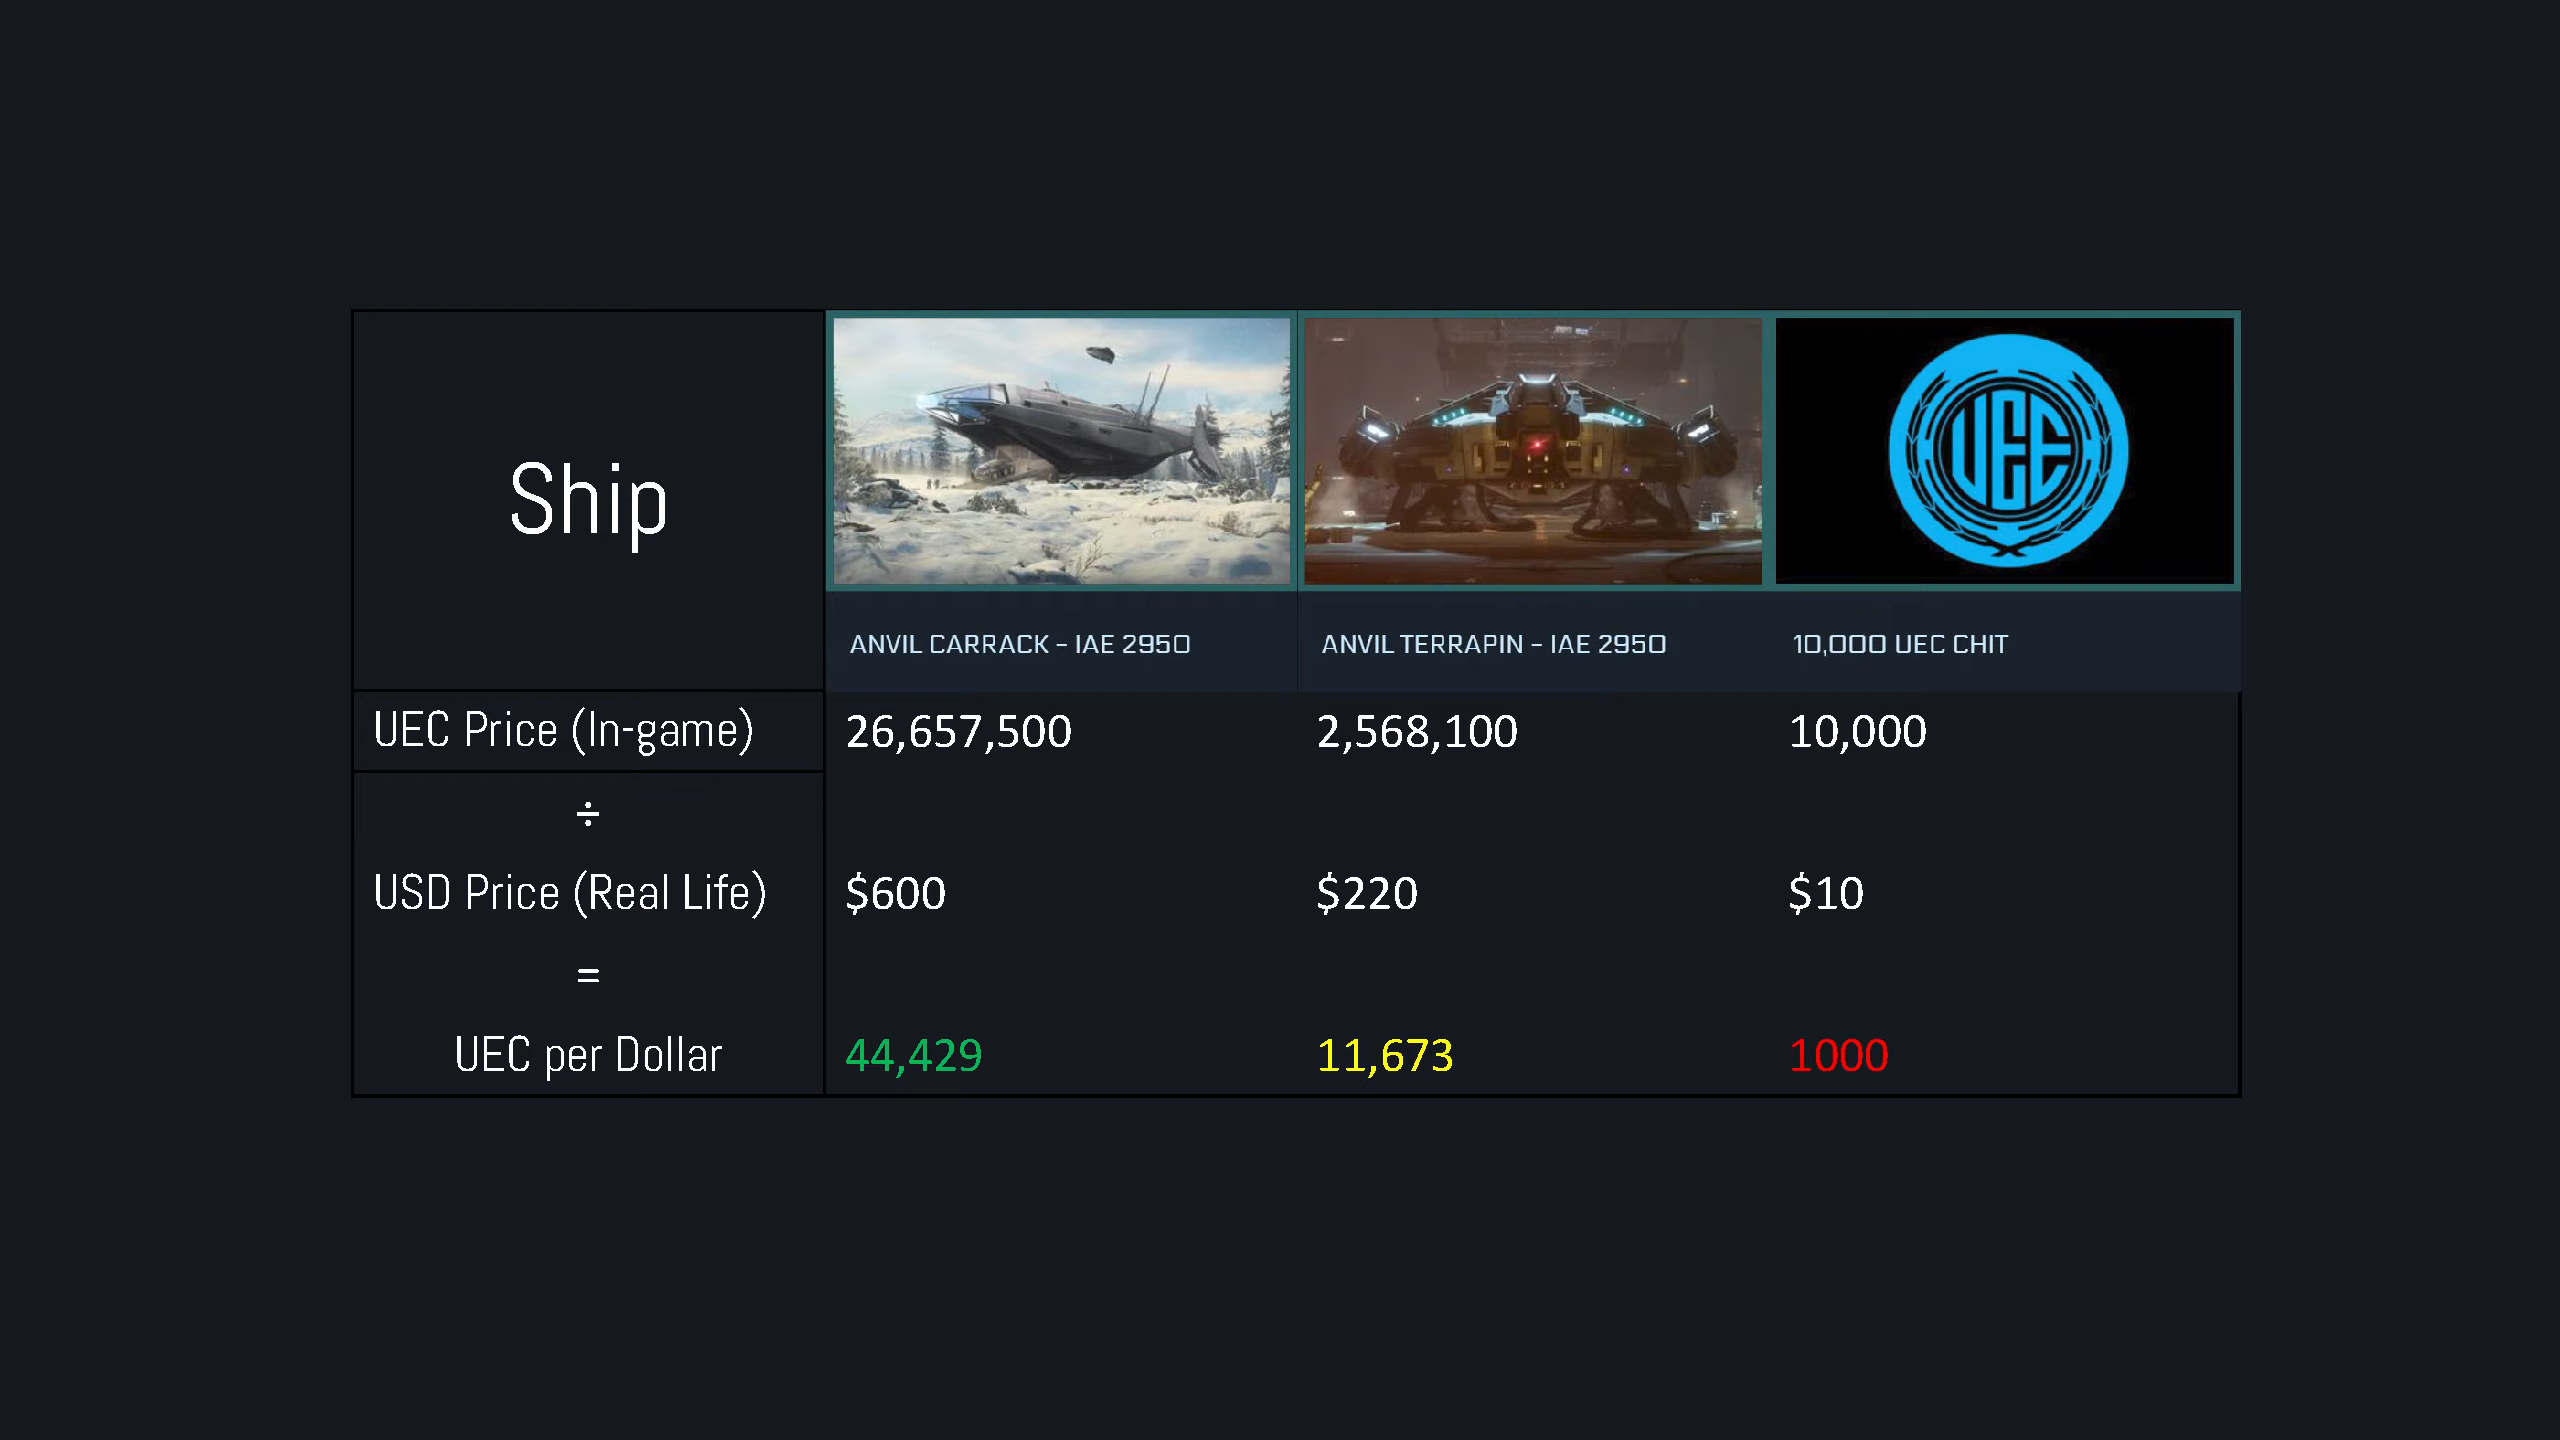 Ship
UEE
ANVIL CARRACK – IAE 2950
ANVIL TERRAPIN – IAE 2950
10,000 UEC CHIT
UEC Price (In-game)
26,657,500
2,568,100
10,000
÷
USD Price (Real Life)
$600
$220
$10
=
UEC per Dollar
44,429
11,673
1000